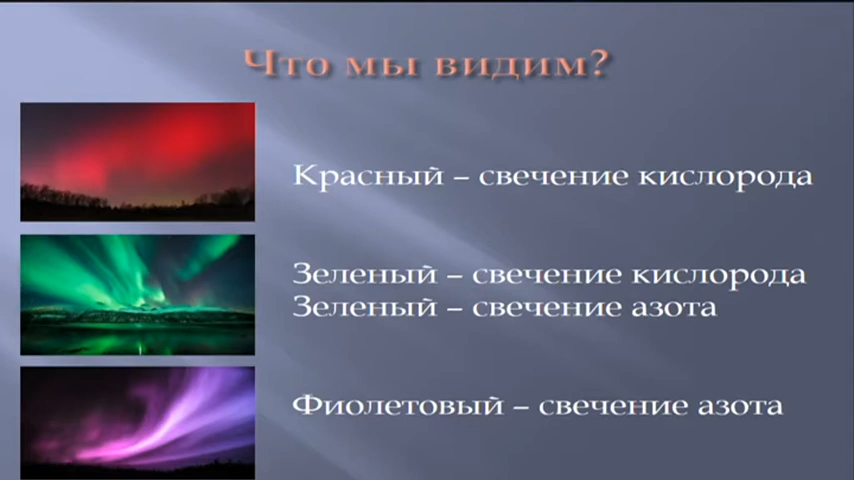 Что мы видим?
Красный – свечение кислорода
Зеленый – свечение кислорода
Зеленый – свечение азота
Фиолетовый – свечение азота